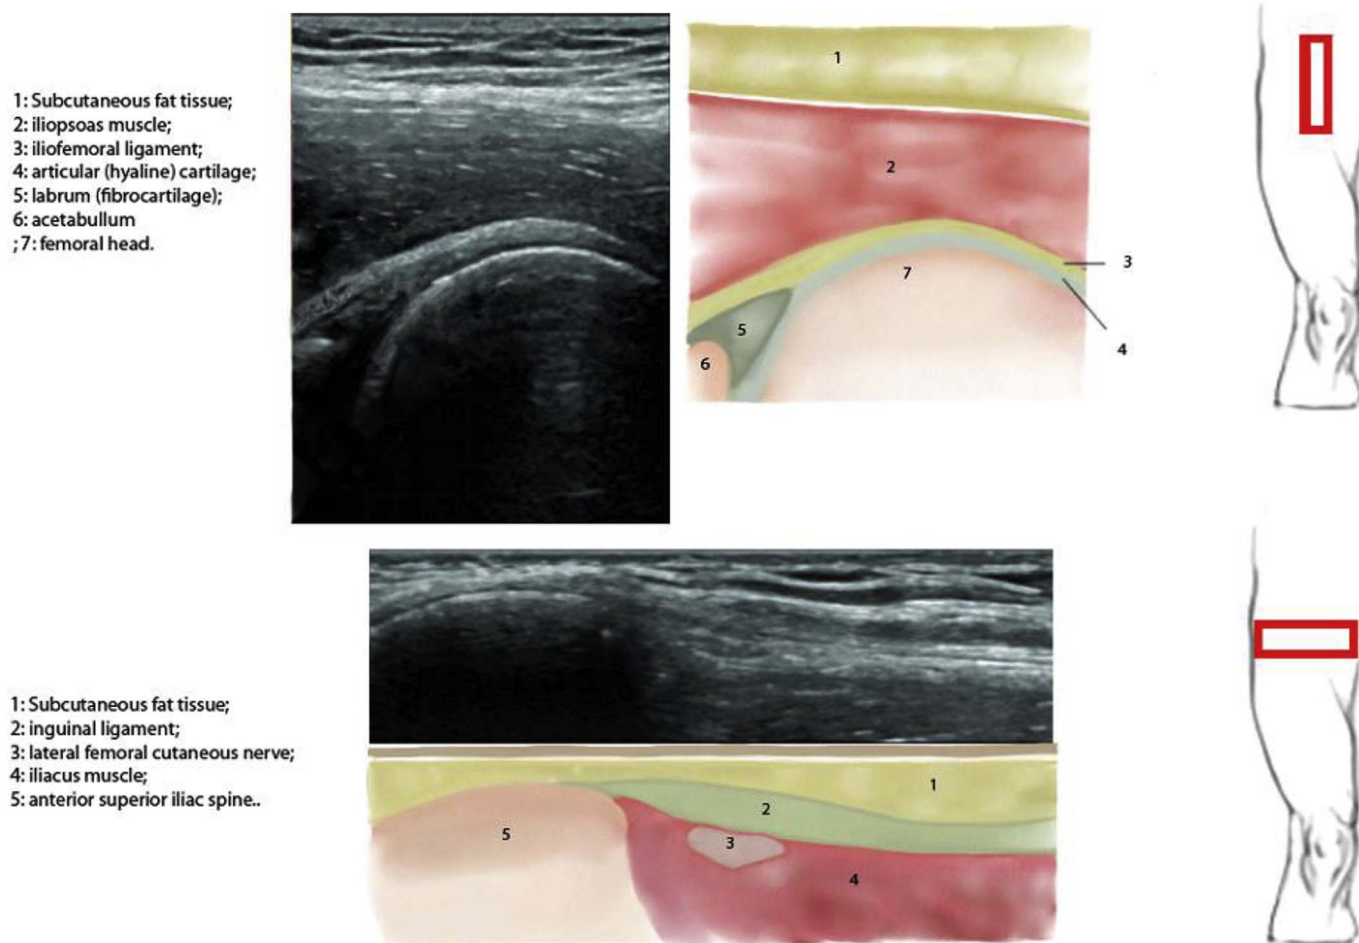 1: Subcutaneous fat tissue;
2: iliopsoas muscle;
3: iliofemoral ligament;
4: articular (hyaline) cartilage;
5: labrum (fibrocartilage);
6: acetabullum
; 7: femoral head.
1
2
3
7
5
4
6
1: Subcutaneous fat tissue;
2: inguinal ligament;
3: lateral femoral cutaneous nerve;
4: iliacus muscle;
5: anterior superior iliac spine..
1
2
5
3
4